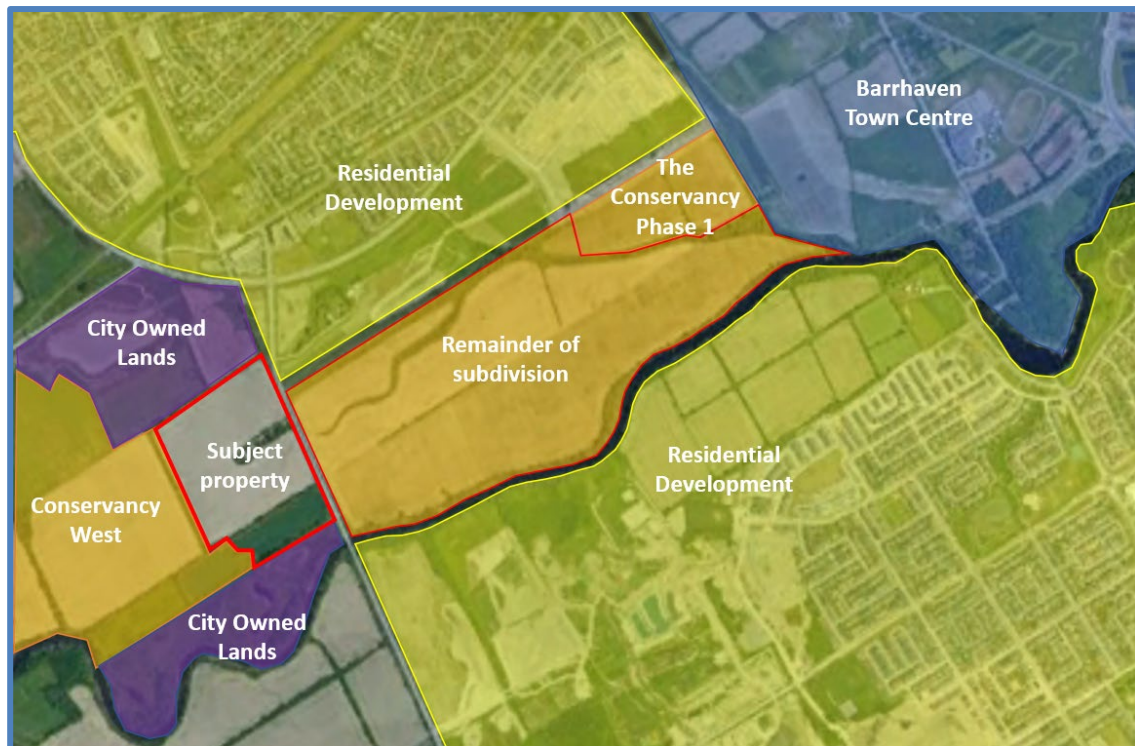 Barrhaven
Town Centre
The
Conservancy
Phase 1
Residential
Development
City Owned
Lands
Remainder of
subdivision
Subject
property
Residential
Development
Conservancy
West
City Owned
Lands